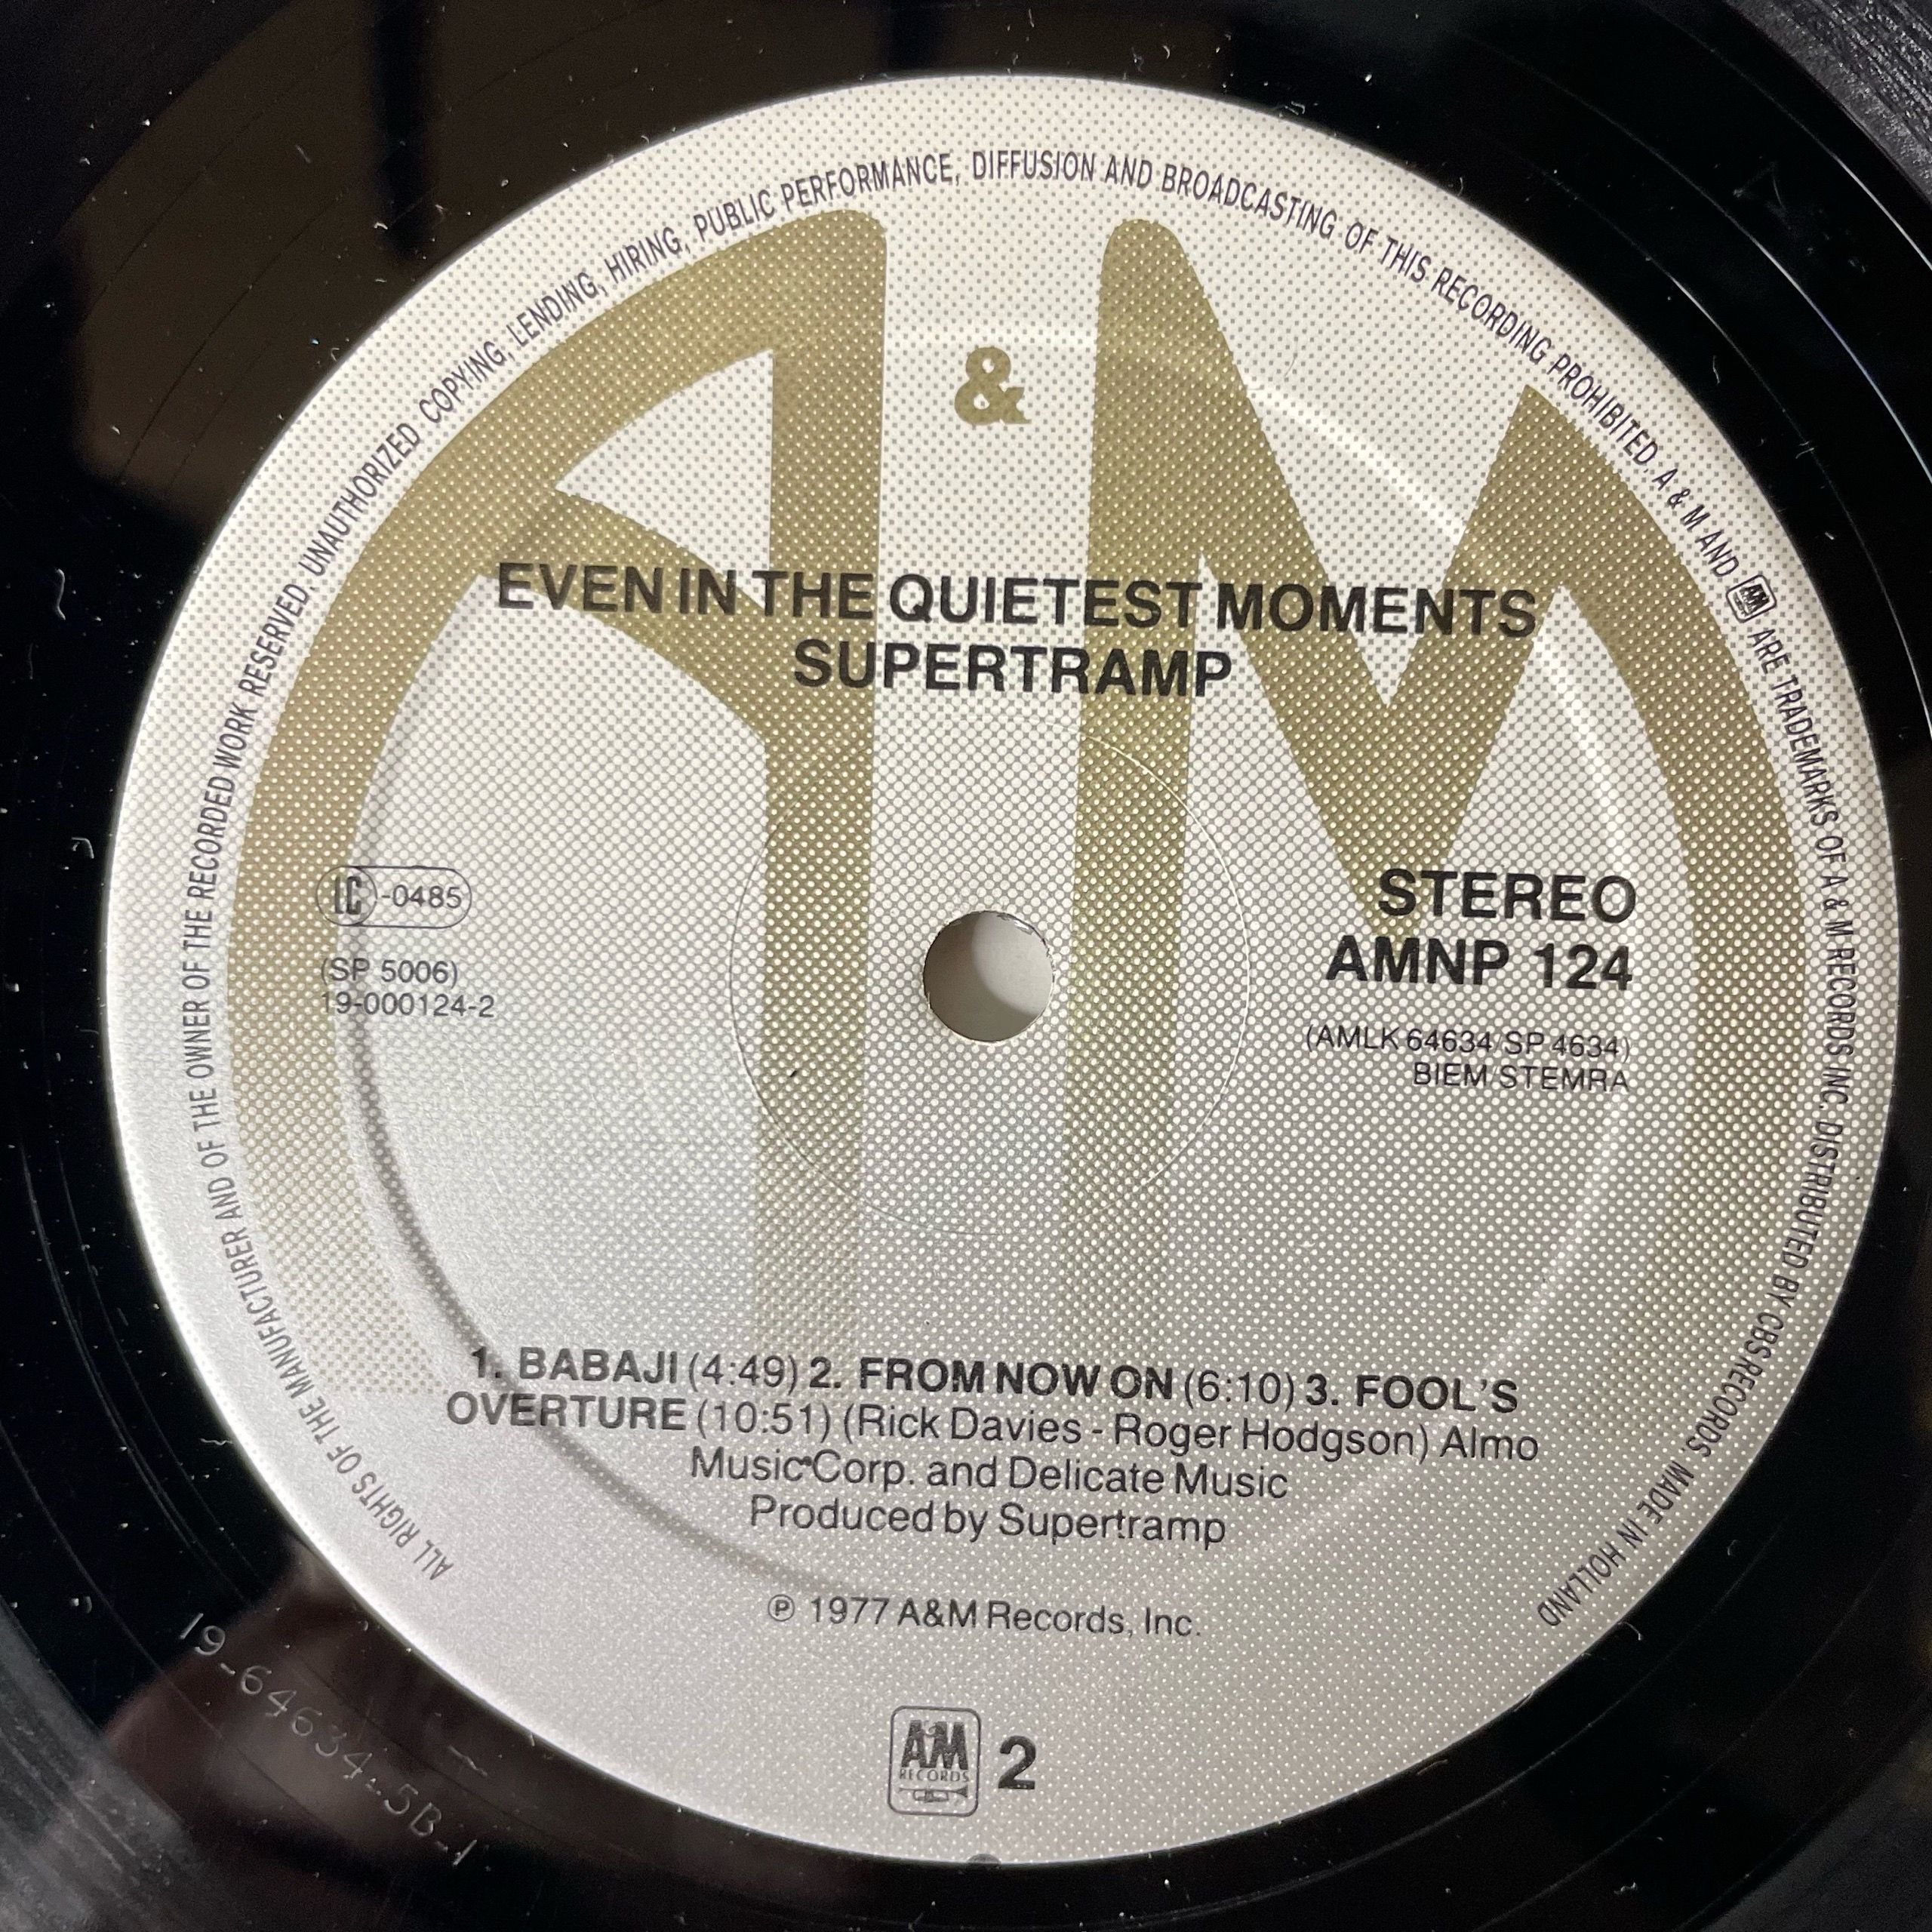 ALL RIGHTS OF THE MANUFACTURER AND OF THE OWNER OF THE RECORDED WORK RESERVED. UNAUTHORIZED COPYING, LENDING, HIRING, PUBLIC PERFORMANCE, DIFFUSION AND BROADCASTING OF THIS RECORDING PROHIBITED. A & M AND AM ARE TRADEMARKS OF A & M RECORDS INC. DISTRIBUTED BY CBS RECORDS. MADE IN HOLLAND
A & M
EVEN IN THE QUIETEST MOMENTS
SUPERTRAMP
LC-0485
(SP 5006)
19-000124-2
STEREO
AMNP 124
(AMLK 64634/SP 4634)
BIEM/STEMRA
1. BABAJI (4:49) 2. FROM NOW ON (6:10) 3. FOOL'S
OVERTURE (10:51) (Rick Davies - Roger Hodgson) Almo
Music Corp. and Delicate Music
Produced by Supertramp
℗ 1977 A&M Records, Inc.
AM
RECORDS
2
19-64634-5B-1